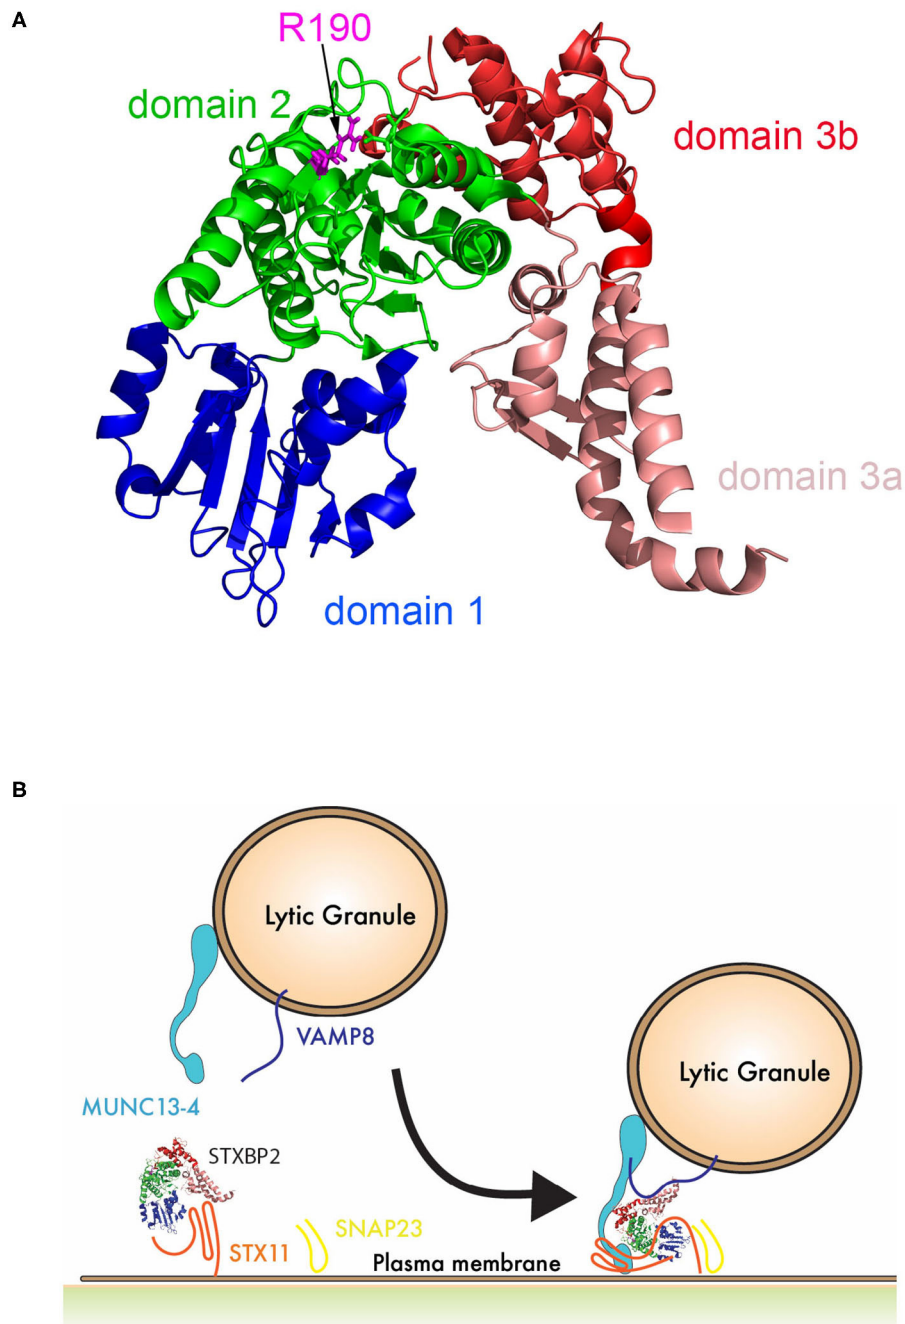 A
R190
domain 2
domain 3b
domain 3a
domain 1
B
Lytic Granule
VAMP8
Lytic Granule
MUNC13-4
STXBP2
SNAP23
STX11
Plasma membrane